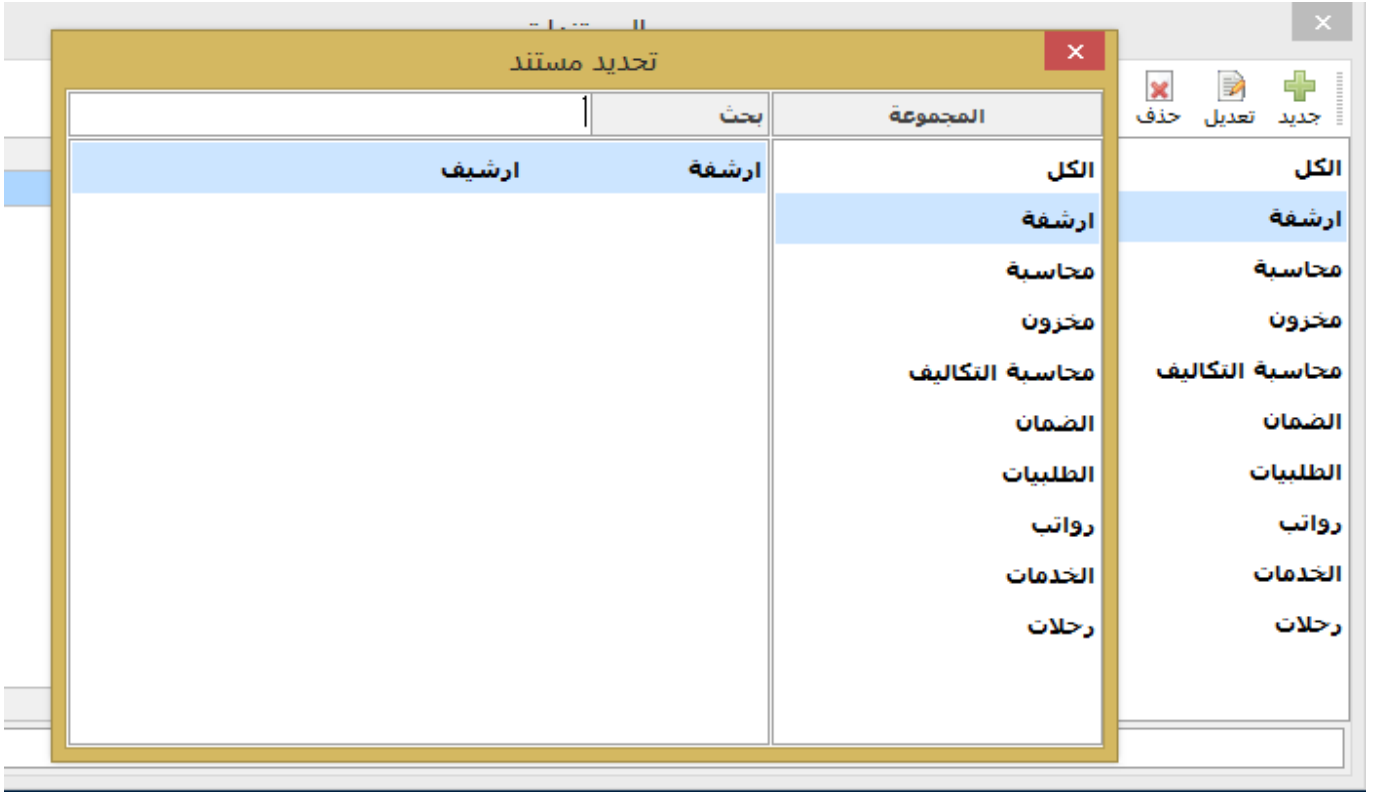 تحديد مستند
جديد تعديل حذف
المجموعة
بحث
الكل
ارشفة
محاسبة
مخزون
محاسبة التكاليف
الضمان
الطلبيات
رواتب
الخدمات
رحلات
الكل
ارشفة
محاسبة
مخزون
محاسبة التكاليف
الضمان
الطلبيات
رواتب
الخدمات
رحلات
ارشفة ارشيف